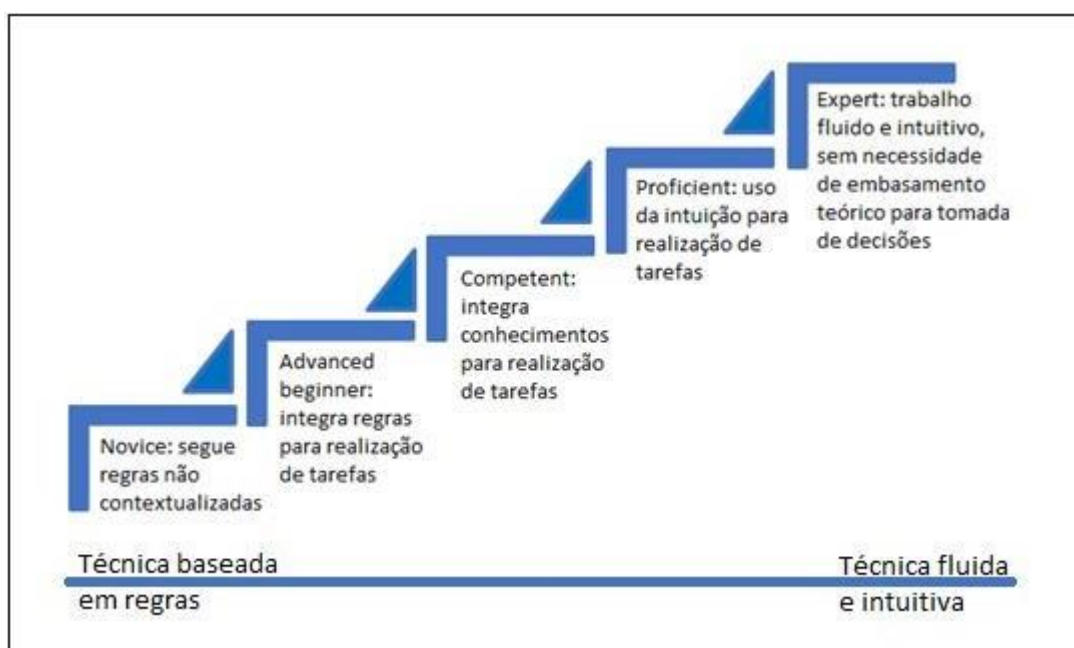 Novice: segue
regras não
contextualizadas
Advanced
beginner:
integra regras
para realização
de tarefas
Competent:
integra
conhecimentos
para realização
de tarefas
Proficient: uso
da intuição para
realização de
tarefas
Expert: trabalho
fluido e intuitivo,
sem necessidade
de embasamento
teórico para tomada
de decisões
Técnica baseada
em regras
Técnica fluida
e intuitiva